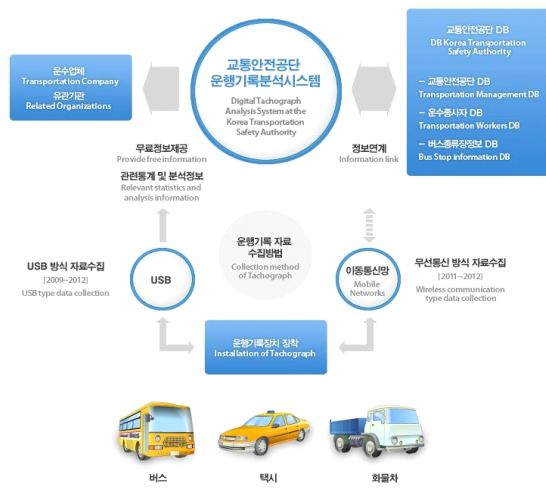 교통안전공단
운행기록분석시스템
Digital Tachograph
Analysis System at the
Korea Transportation
Safety Authority
운수업체
Transportation Company
유관기관
Related Organizations
교통안전공단 DB
DB Korea Transportation
Safety Authority
– 교통안전공단 DB
Transportation Management DB
– 운수종사자 DB
Transportation Workers DB
– 버스종류장정보 DB
Bus Stop information DB
무료정보제공
Provide free information
관련통계 및 분석정보
Relevant statistics and
analysis information
정보연계
Information link
운행기록 자료
수집방법
Collection method
of Tachograph
USB 방식 자료수집
[2009~2012]
USB type data collection
USB
이동통신망
Mobile
Networks
무선통신 방식 자료수집
[2011~2012]
Wireless communication
type data collection
운행기록장치 장착
Installation of Tachograph
버스
택시
화물차